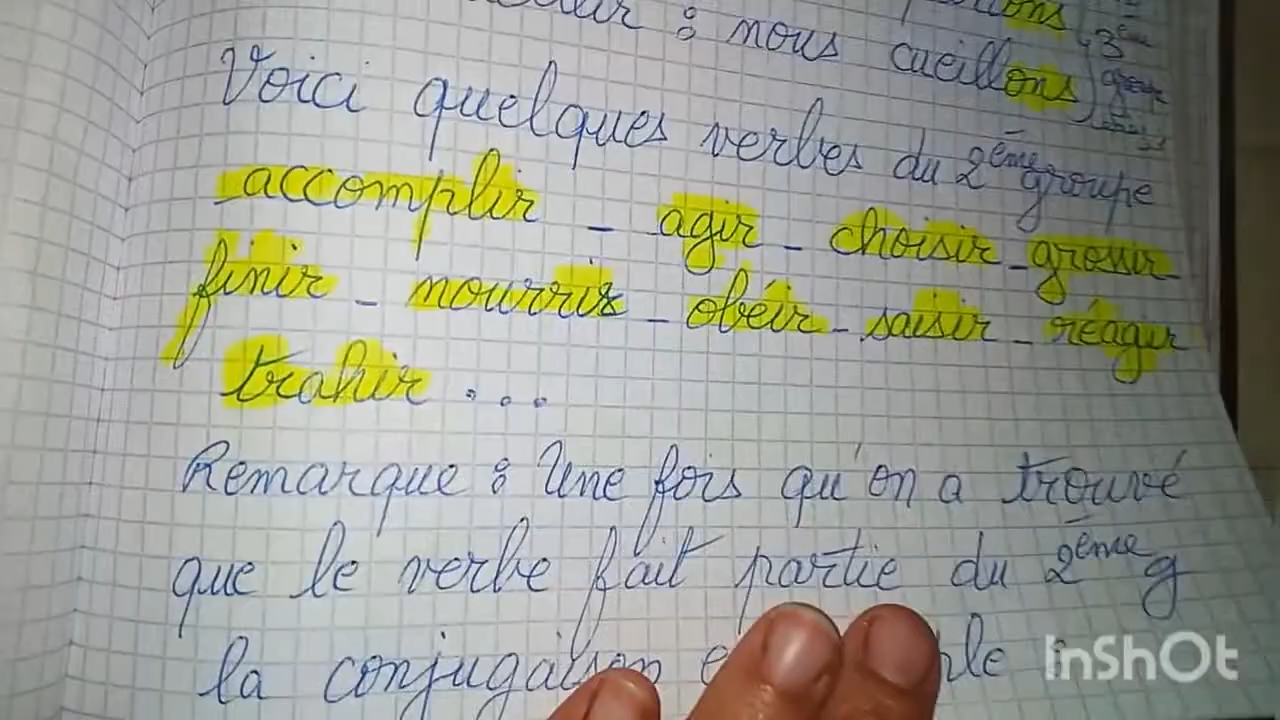 : nous cueillons 3ème
Voici quelques verbes du 2ème groupe
accomplir - agir - choisir - grossir
finir - nourrir - obéir - saisir - réagir
trahir ...
Remarque : Une fois qu'on a trouvé
que le verbe fait partie du 2ème g
la conjugaison
InShOt